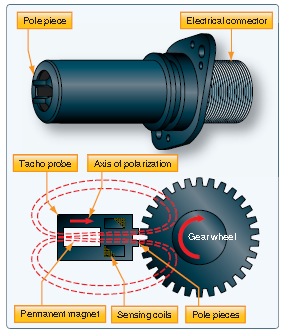 Pole piece
Electrical connector
Tacho probe
Axis of polarization
Gear wheel
Permanent magnet
Sensing coils
Pole pieces